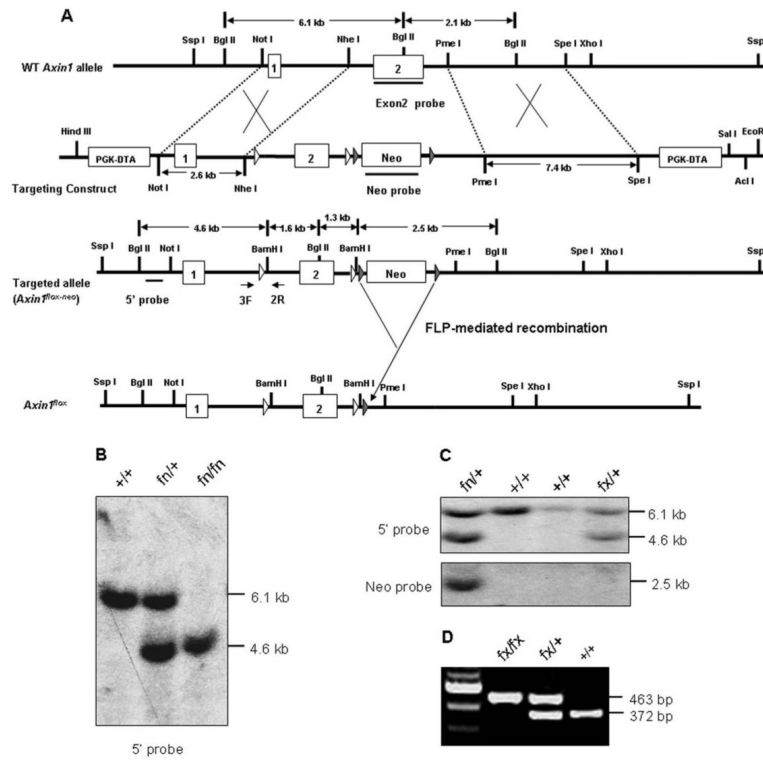 A
6.1 kb
2.1 kb
Ssp I
Bgl II
Not I
Nhe I
Bgl II
Pme I
Bgl II
Spe I
Xho I
Ssp
WT Axin1 allele
1
2
Exon2 probe
Hind III
Sal I
EcoR
PGK-DTA
1
2
Neo
PGK-DTA
Neo probe
2.6 kb
7.4 kb
Targeting Construct
Not I
Nhe I
Pme I
Spe I
Acl I
4.6 kb
1.6 kb
1.3 kb
2.5 kb
Ssp I
Bgl II
Not I
BamH I
Bgl II
BamH I
Pme I
Bgl II
Spe I
Xho I
Ssp I
Targeted allele
(Axin1flox-neo)
1
2
Neo
5' probe
3F
2R
FLP-mediated recombination
Ssp I
Bgl II
Not I
BamH I
Bgl II
BamH I
Pme I
Spe I
Xho I
Ssp I
Axin1flox
1
2
B
+/+
fn/+
fn/fn
6.1 kb
4.6 kb
5' probe
C
fn/+
+/+
+/+
fx/+
5' probe
6.1 kb
4.6 kb
Neo probe
2.5 kb
D
fx/fx
fx/+
+/+
463 bp
372 bp